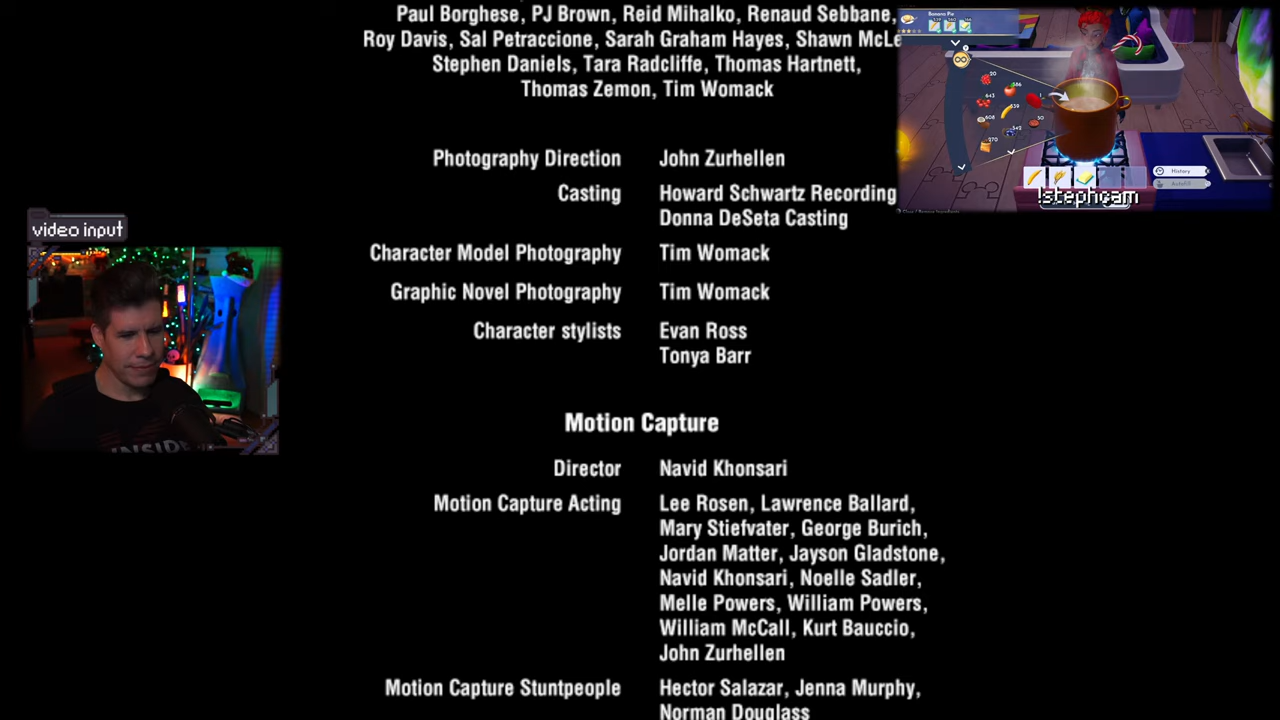 Paul Borghese, PJ Brown, Reid Mihalko, Renaud Sebbane,
Roy Davis, Sal Petraccione, Sarah Graham Hayes, Shawn McLe
Stephen Daniels, Tara Radcliffe, Thomas Hartnett,
Thomas Zemon, Tim Womack
Photography Direction John Zurhellen
Casting Howard Schwartz Recording
Donna DeSeta Casting
Character Model Photography Tim Womack
Graphic Novel Photography Tim Womack
Character stylists Evan Ross
Tonya Barr
Motion Capture
Director Navid Khonsari
Motion Capture Acting Lee Rosen, Lawrence Ballard,
Mary Stiefvater, George Burich,
Jordan Matter, Jayson Gladstone,
Navid Khonsari, Noelle Sadler,
Melle Powers, William Powers,
William McCall, Kurt Bauccio,
John Zurhellen
Motion Capture Stuntpeople Hector Salazar, Jenna Murphy,
Norman Douglass
video input
Banana Pie
History
AutoFill
!stephcam